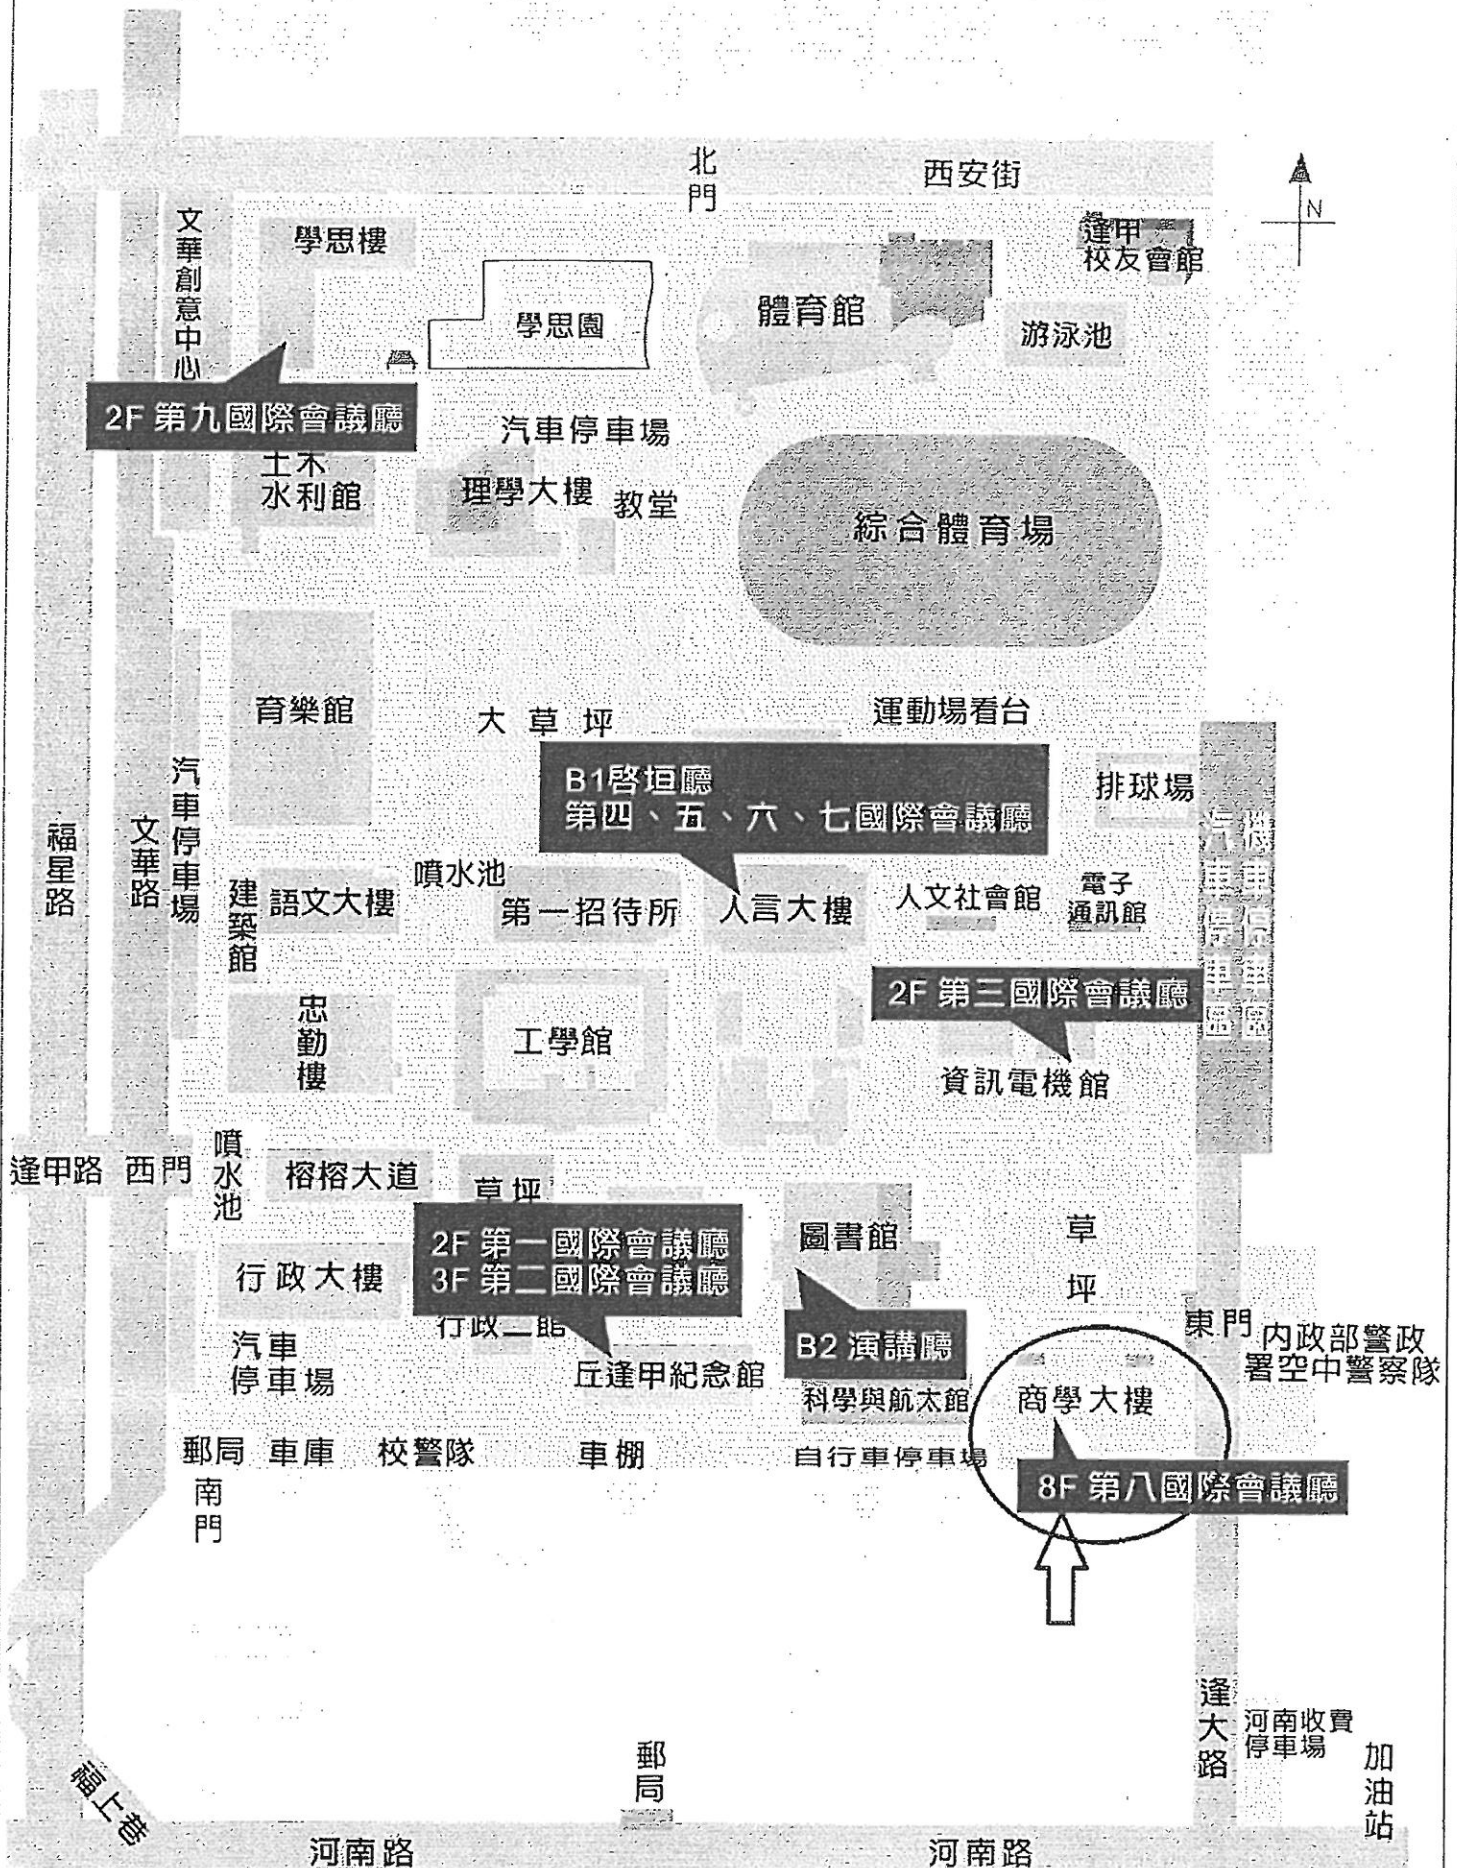 北門
西安街
N
文華創意中心
學思樓
逢甲
校友會館
學思園
體育館
游泳池
2F 第九國際會議廳
汽車停車場
土木
水利館
理學大樓
教堂
綜合體育場
育樂館
大草坪
運動場看台
B1啓垣廳
第四、五、六、七國際會議廳
排球場
汽車停車區
機車停車區
福星路
文華路
汽車停車場
建築館
語文大樓
噴水池
第一招待所
人言大樓
人文社會館
電子
通訊館
2F 第三國際會議廳
忠勤樓
工學館
資訊電機館
逢甲路
西門
噴水池
榕榕大道
草坪
2F 第一國際會議廳
3F 第二國際會議廳
圖書館
草坪
行政大樓
行政二館
汽車
停車場
丘逢甲紀念館
B2 演講廳
科學與航太館
商學大樓
東門
內政部警政
署空中警察隊
郵局
車庫
校警隊
車棚
自行車停車場
8F 第八國際會議廳
南門
逢大路
河南收費
停車場
加油站
郵局
福上巷
河南路
河南路